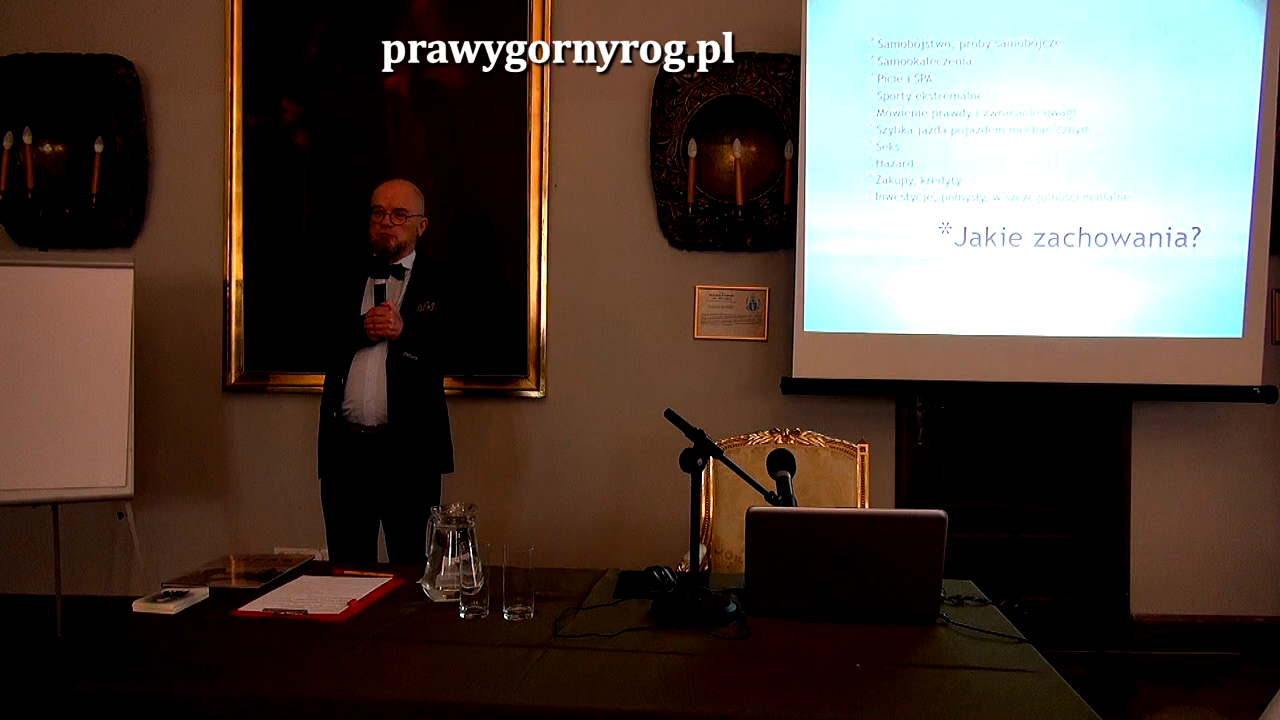 prawygornyrog.pl
* Samobójstwo, próby samobójcze
* Samookaleczenia
* Picie i SPA
Sporty ekstremalne
Mówienie prawdy i zwracanie uwagi
* Szybka jazda pojazdem mechanicznym
* Seks
* Hazard
* Zakupy, kredyty
* Inwestycje, pomysły, w szczególności genialne
*Jakie zachowania?